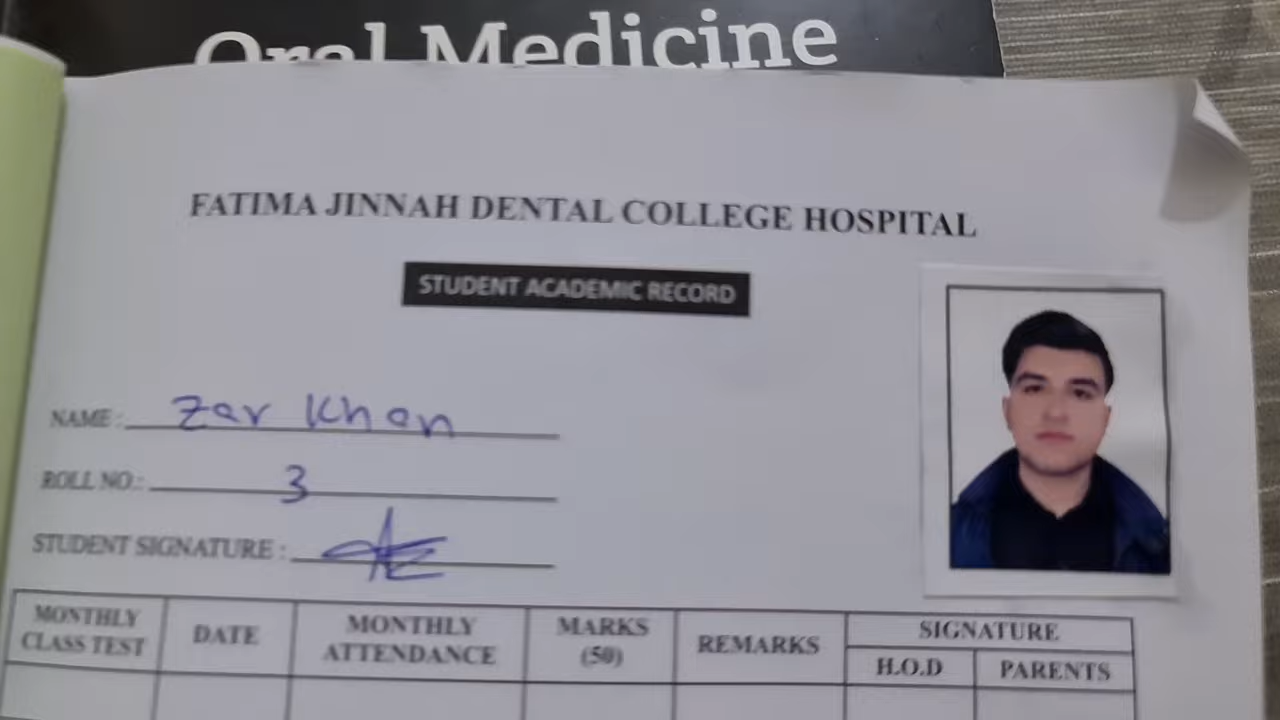 Oral Medicine
FATIMA JINNAH DENTAL COLLEGE HOSPITAL
STUDENT ACADEMIC RECORD
NAME: Zar Khan
ROLL NO.: 3
STUDENT SIGNATURE:
MONTHLY CLASS TEST DATE MONTHLY ATTENDANCE MARKS (50) REMARKS SIGNATURE
H.O.D PARENTS